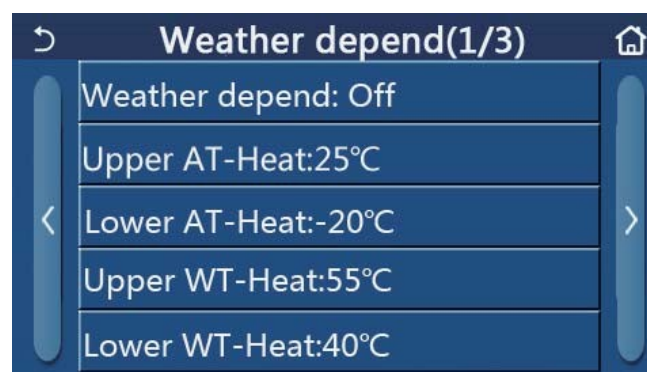 Weather depend(1/3)
Weather depend: Off
Upper AT-Heat:25℃
Lower AT-Heat:-20℃
Upper WT-Heat:55℃
Lower WT-Heat:40℃